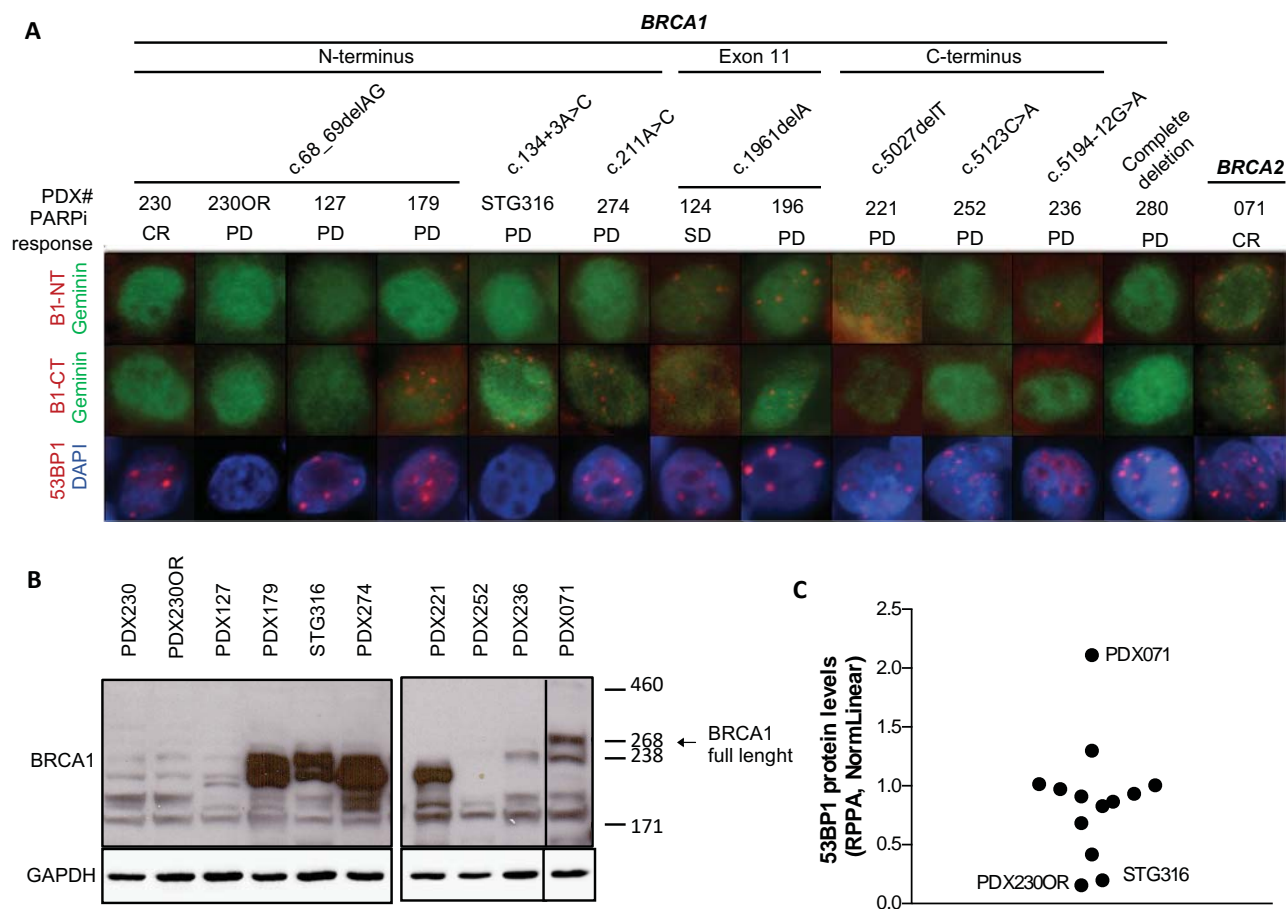 A
BRCA1
N-terminus Exon 11 C-terminus
c.68_69delAG c.134+3A>C c.211A>C c.1961delA c.5027delT c.5123C>A c.5194-12G>A Complete deletion BRCA2
PDX# 230 230OR 127 179 STG316 274 124 196 221 252 236 280 071
PARPi
response CR PD PD PD PD PD SD PD PD PD PD PD CR
B1-NT
Geminin
B1-CT
Geminin
53BP1
DAPI
B
PDX230 PDX230OR PDX127 PDX179 STG316 PDX274 PDX221 PDX252 PDX236 PDX071
460
BRCA1 268 BRCA1
238 full lenght
171
GAPDH
C
53BP1 protein levels
(RPPA, NormLinear)
2.5
2.0
1.5
1.0
0.5
0.0
PDX071
PDX230OR STG316